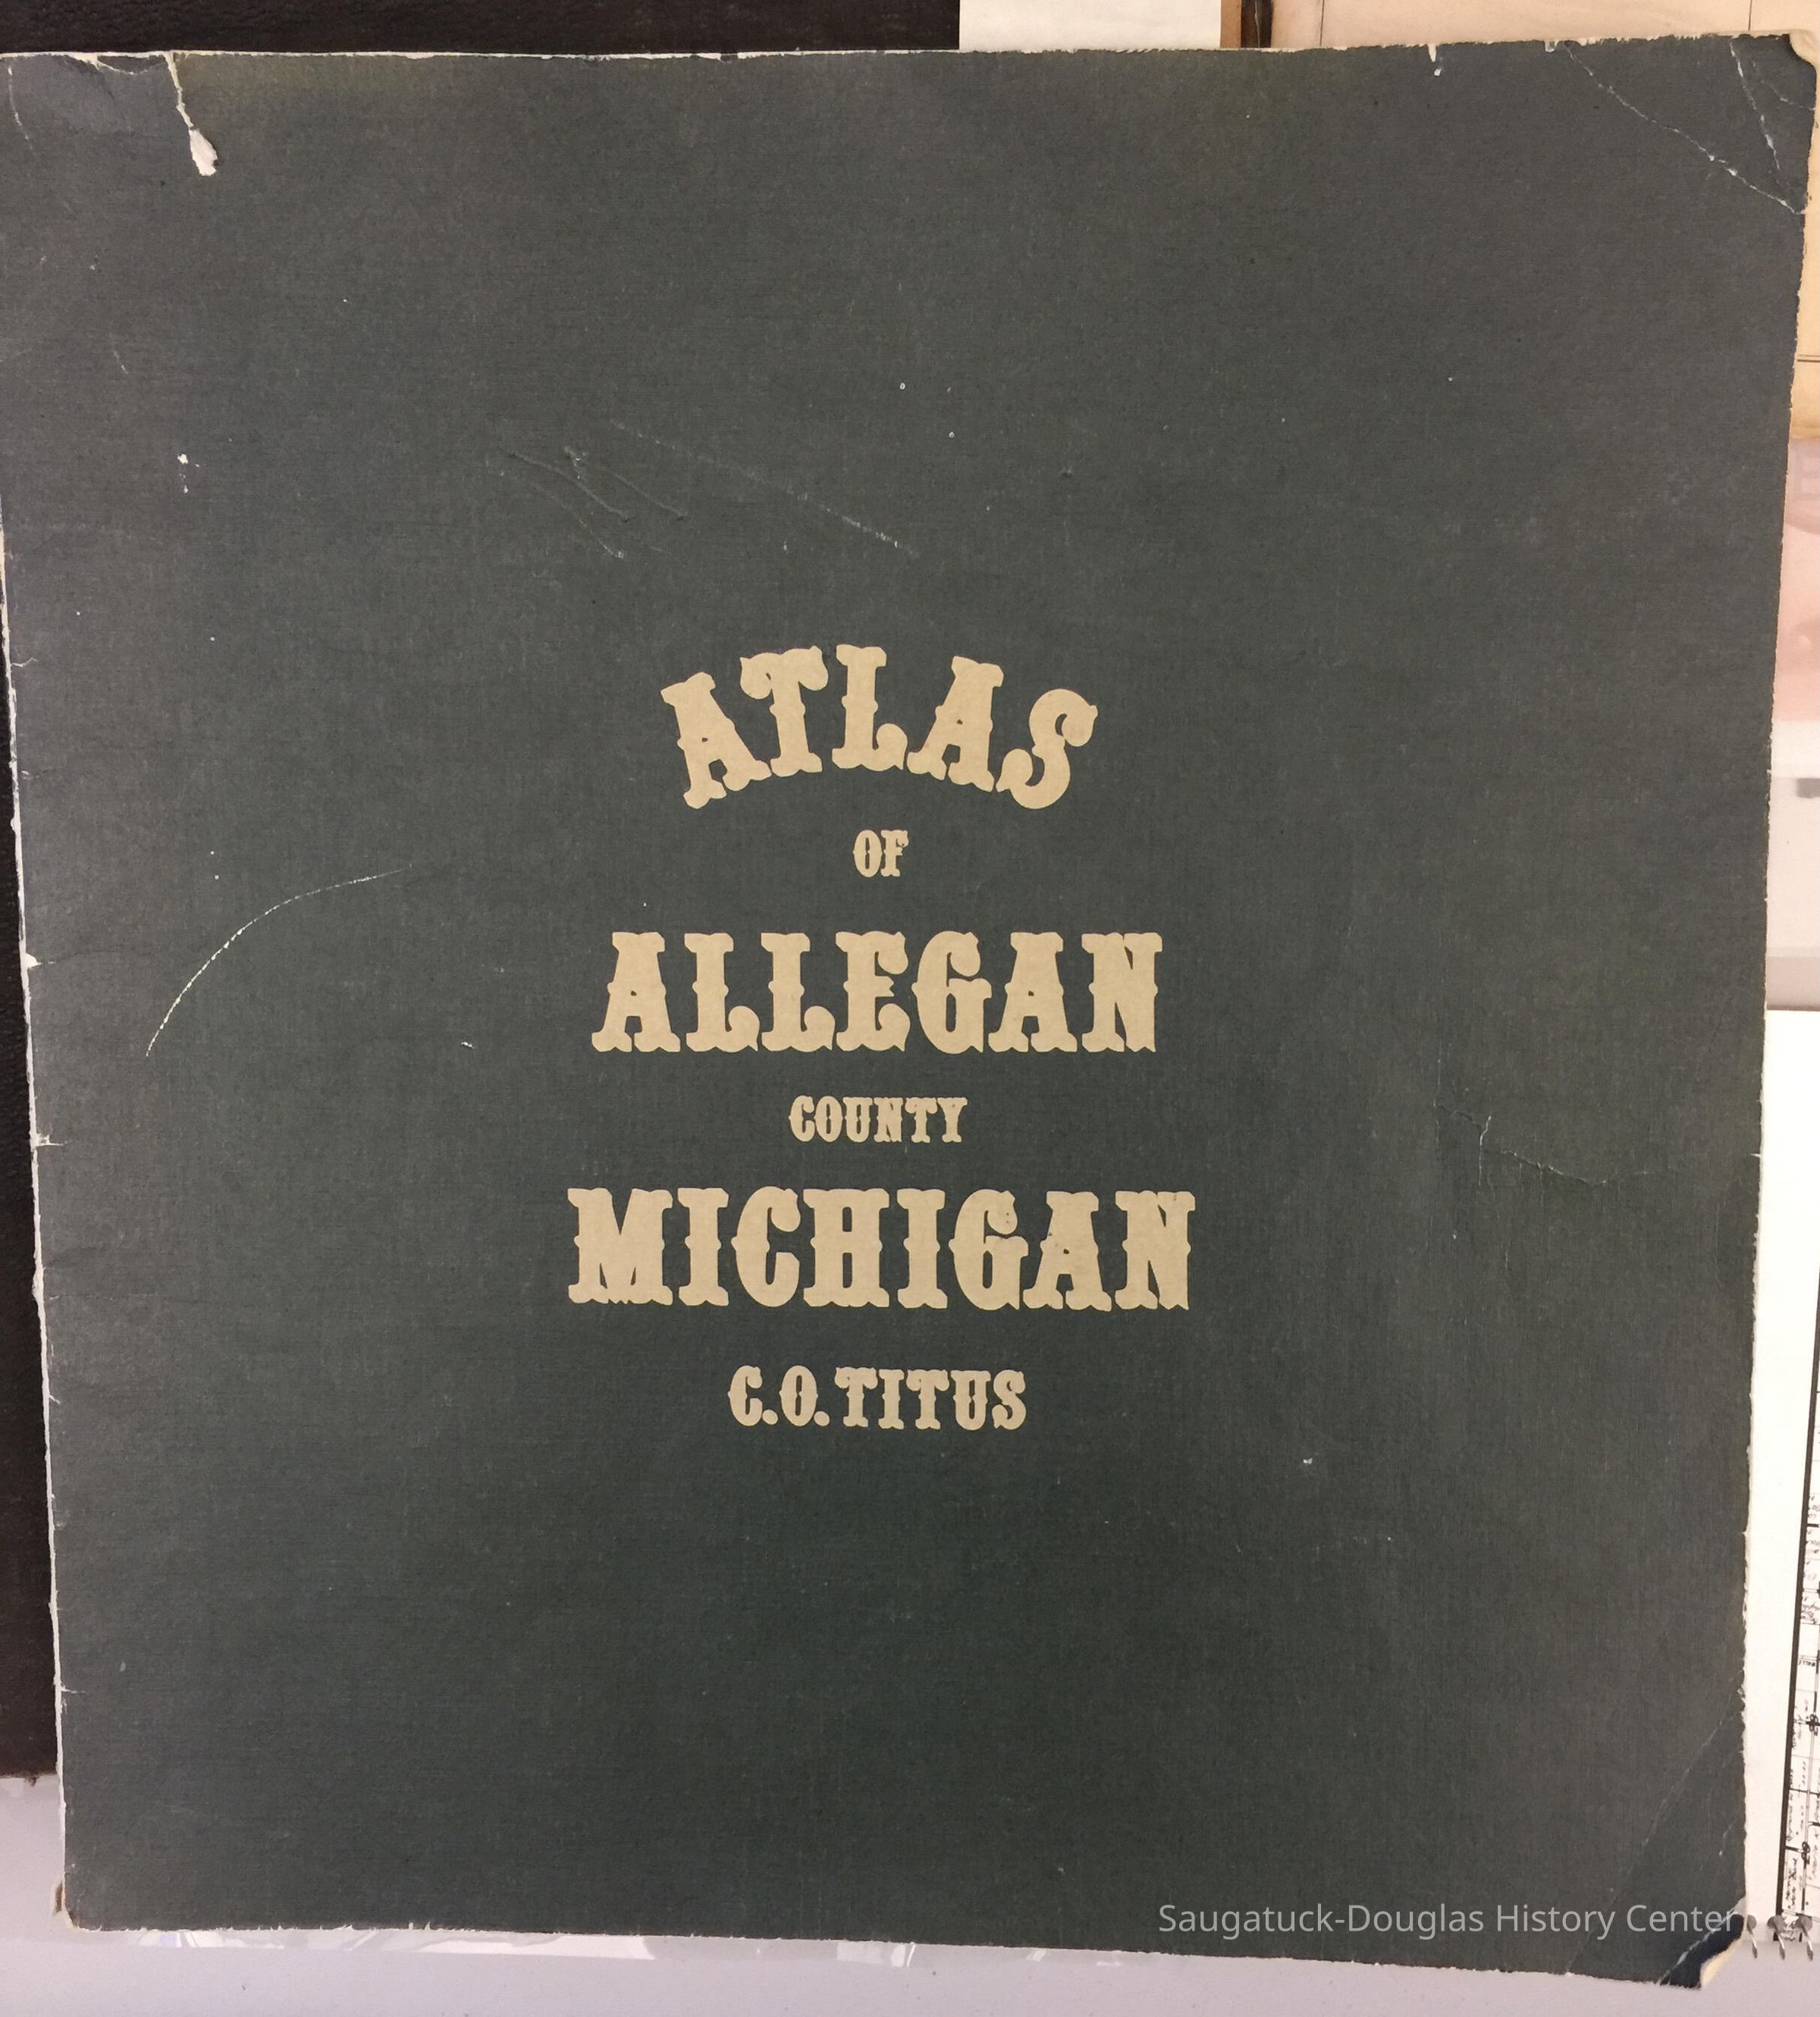 ATLAS
OF
ALLEGAN
COUNTY
MICHIGAN
C.O. TITUS
Saugatuck-Douglas History Center